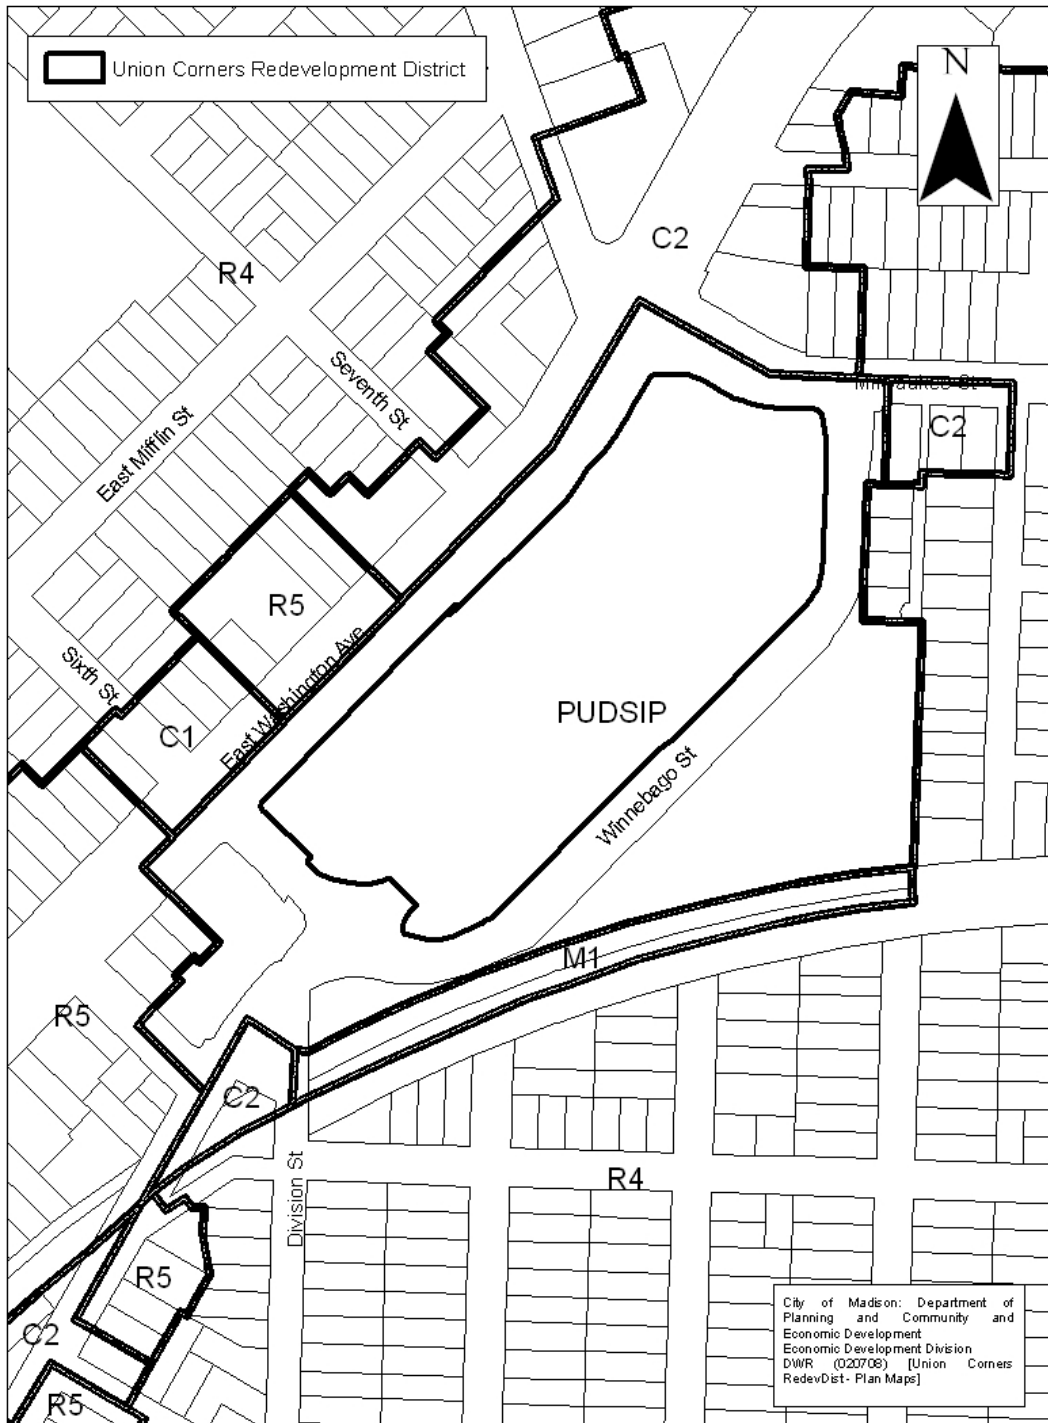 Union Corners Redevelopment District
N
C2
R4
Seventh St
East Mifflin St
Milwaukee St
C2
R5
Sixth St
East Washington Ave
C1
PUDSIP
Winnebago St
M1
R5
C2
Division St
R4
R5
C2
R5
City of Madison: Department of
Planning and Community and
Economic Development
Economic Development Division
DWR (020708) [Union Corners
RedevDist - Plan Maps]